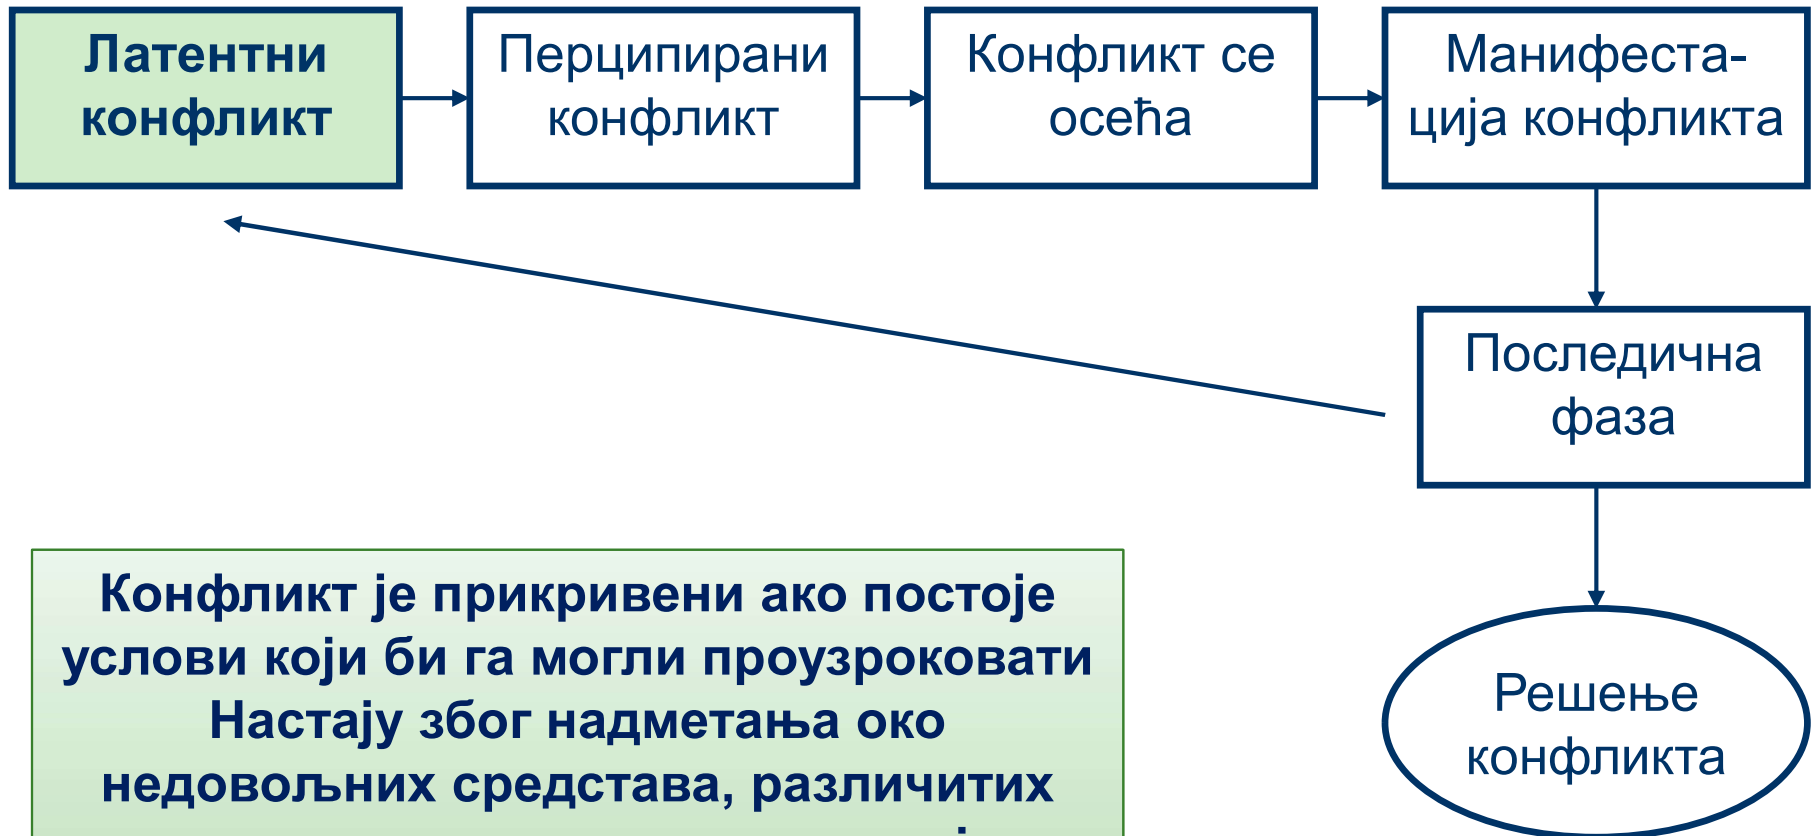 Латентни
конфликт
Перципирани
конфликт
Конфликт се
осећа
Манифеста-
ција конфликта
Последична
фаза
Конфликт је прикривени ако постоје
услови који би га могли проузроковати
Настају због надметања око
недовољних средстава, различитих
Решење
конфликта